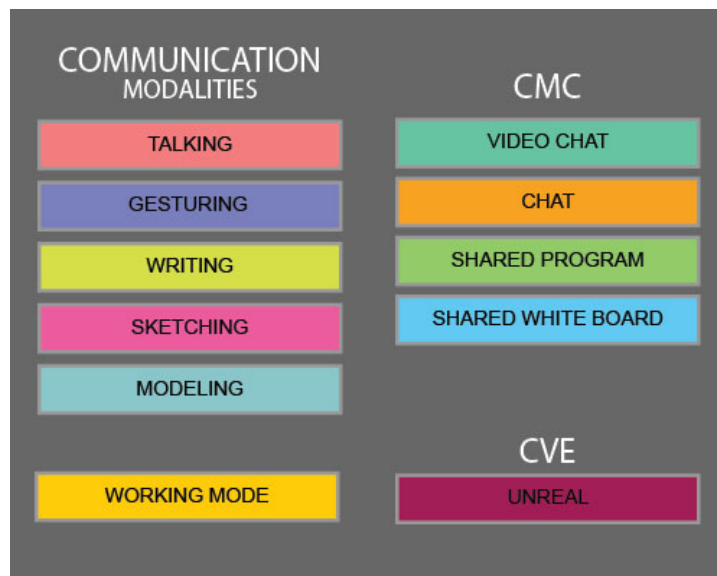 COMMUNICATION
MODALITIES
TALKING
GESTURING
WRITING
SKETCHING
MODELING
WORKING MODE
CMC
VIDEO CHAT
CHAT
SHARED PROGRAM
SHARED WHITE BOARD
CVE
UNREAL